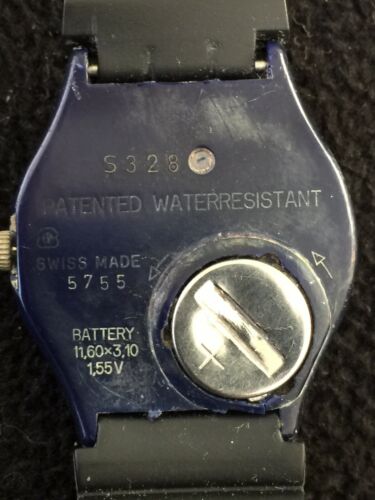 S328
PATENTED WATERRESISTANT
SWISS MADE
5755
BATTERY
11,60×3,10
1,55V
+